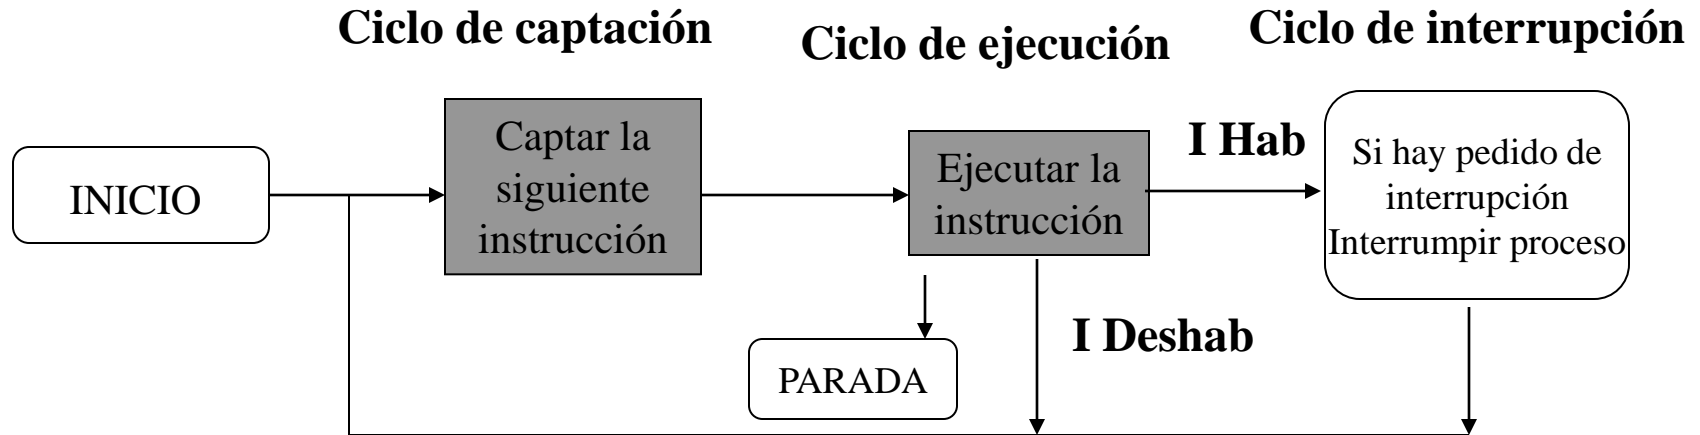 Ciclo de captación
Ciclo de ejecución
Ciclo de interrupción
INICIO
Captar la
siguiente
instrucción
Ejecutar la
instrucción
I Hab
Si hay pedido de
interrupción
Interrumpir proceso
I Deshab
PARADA